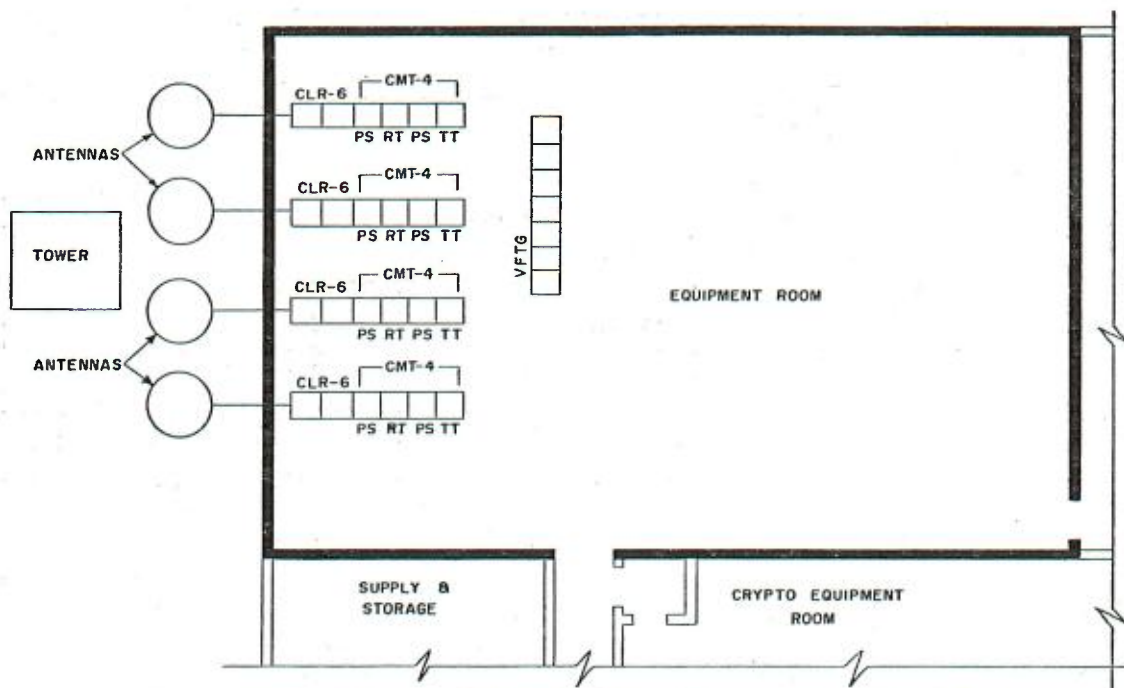 CMT-4
CLR-6
PS RT PS TT
ANTENNAS
CMT-4
CLR-6
PS RT PS TT
TOWER
VFTG
CMT-4
CLR-6
PS RT PS TT
EQUIPMENT ROOM
ANTENNAS
CMT-4
CLR-6
PS RT PS TT
SUPPLY &
STORAGE
CRYPTO EQUIPMENT
ROOM